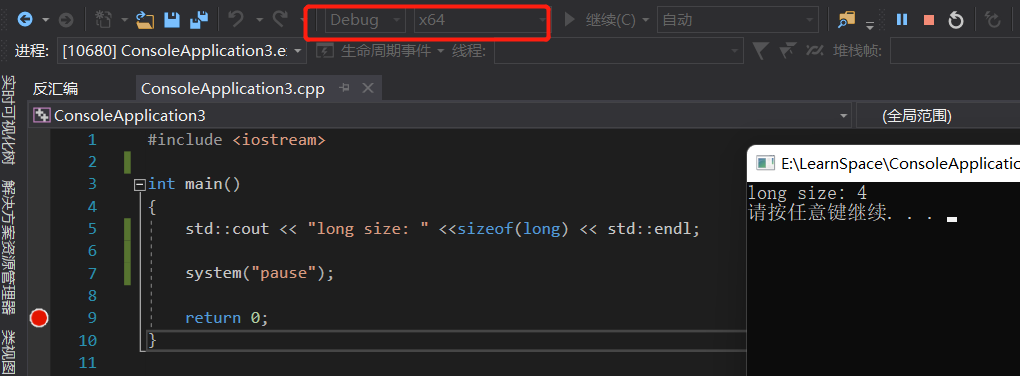 Debug x64 继续(C) 自动
进程: [10680] ConsoleApplication3.e 生命周期事件 线程: 堆栈帧:
实时可视化树
解决方案资源管理器
类视图
反汇编 ConsoleApplication3.cpp
ConsoleApplication3 (全局范围)
1 #include <iostream>
2
3 int main()
4 {
5 std::cout << "long size: " <<sizeof(long) << std::endl;
6
7 system("pause");
8
9 return 0;
10 }
11
E:\LearnSpace\ConsoleApplicatio
long size: 4
请按任意键继续. . .